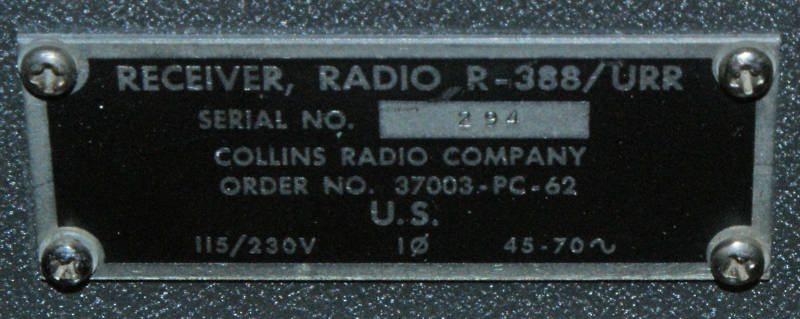 RECEIVER, RADIO R-388/URR
SERIAL NO. 294
COLLINS RADIO COMPANY
ORDER NO. 37003-PC-62
U.S.
115/230V 1Ø 45-70~